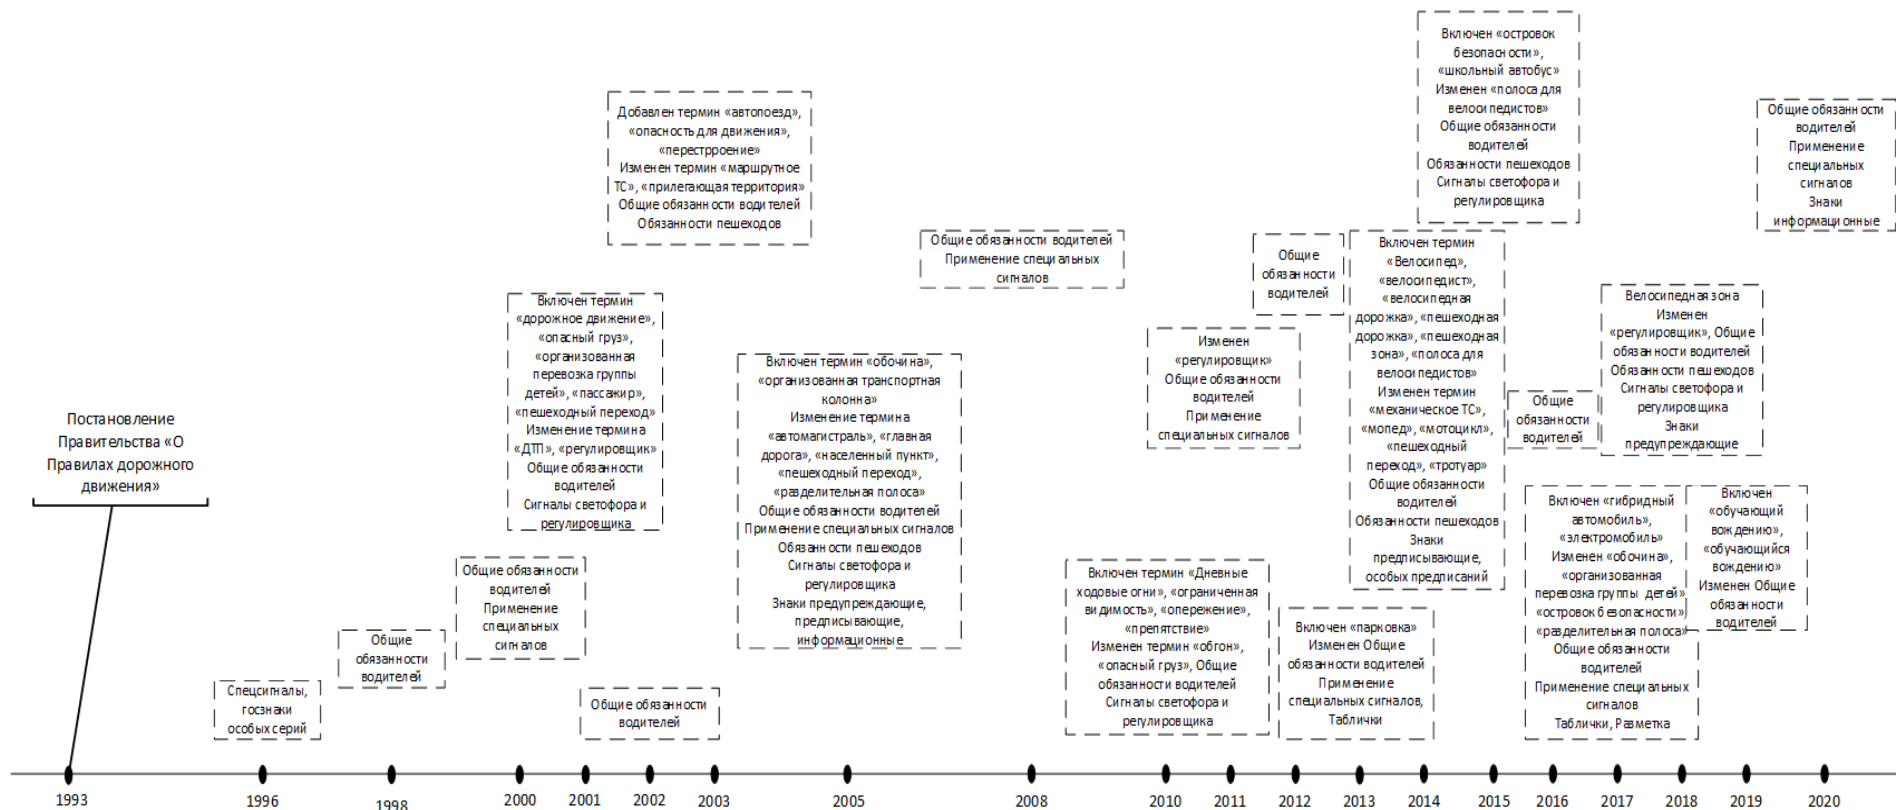 Постановление
Правительства «О
Правилах дорожного
движения»
Спецсигналы,
госзнаки
особых серий
Общие
обязанности
водителей
Общие обязанности
водителей
Применение
специальных
сигналов
Включен термин
«дорожное движение»,
«опасный груз»,
«организованная
перевозка группы
детей», «пассажир»,
«пешеходный переход»
Изменение термина
«ДТП», «регулировщик»
Общие обязанности
водителей
Сигналы светофора и
регулировщика
Общие обязанности
водителей
Добавлен термин «автопоезд»,
«опасность для движения»,
«перестрроение»
Изменен термин «маршрутное
ТС», «прилегающая территория»
Общие обязанности водителей
Обязанности пешеходов
Включен термин «обочина»,
«организованная транспортная
колонна»
Изменение термина
«автомагистраль», «главная
дорога», «населенный пункт»,
«пешеходный переход»,
«разделительная полоса»
Общие обязанности водителей
Применение специальных сигналов
Обязанности пешеходов
Сигналы светофора и
регулировщика
Знаки предупреждающие,
предписывающие,
информационные
Общие обязанности водителей
Применение специальных
сигналов
Включен термин «Дневные
ходовые огни», «ограниченная
видимость», «опережение»,
«препятствие»
Изменен термин «обгон»,
«опасный груз», Общие
обязанности водителей
Сигналы светофора и
регулировщика
Изменен
«регулировщик»
Общие обязанности
водителей
Применение
специальных сигналов
Общие
обязанности
водителей
Включен «парковка»
Изменен Общие
обязанности водителей
Применение
специальных сигналов,
Таблички
Включен термин
«Велосипед»,
«велосипедист»,
«велосипедная
дорожка», «пешеходная
дорожка», «пешеходная
зона», «полоса для
велосипедистов»
Изменен термин
«механическое ТС»,
«мопед», «мотоцикл»,
«пешеходный
переход», «тротуар»
Общие обязанности
водителей
Обязанности пешеходов
Знаки
предписывающие,
особых предписаний
Включен «островок
безопасности»,
«школьный автобус»
Изменен «полоса для
велосипедистов»
Общие обязанности
водителей
Обязанности пешеходов
Сигналы светофора и
регулировщика
Общие
обязанности
водителей
Включен «гибридный
автомобиль»,
«электромобиль»
Изменен «обочина»,
«организованная
перевозка группы детей»
«островок безопасности»,
«разделительная полоса»
Общие обязанности
водителей
Применение специальных
сигналов
Таблички, Разметка
Велосипедная зона
Изменен
«регулировщик», Общие
обязанности водителей
Обязанности пешеходов
Сигналы светофора и
регулировщика
Знаки
предупреждающие
Включен
«обучающий
вождению»,
«обучающийся
вождению»
Изменен Общие
обязанности
водителей
Общие обязанности
водителей
Применение
специальных
сигналов
Знаки
информационные
1993
1996
1998
2000
2001
2002
2003
2005
2008
2010
2011
2012
2013
2014
2015
2016
2017
2018
2019
2020